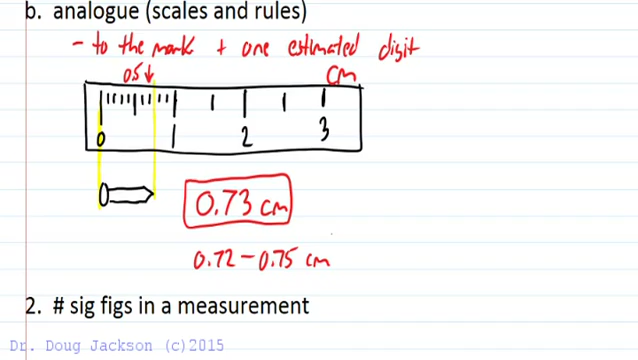 b. analogue (scales and rules)
- to the mark + one estimated digit
0.5↓ cm
0 1 2 3
0.73 cm
0.72 - 0.75 cm
2. # sig figs in a measurement
Dr. Doug Jackson (c)2015